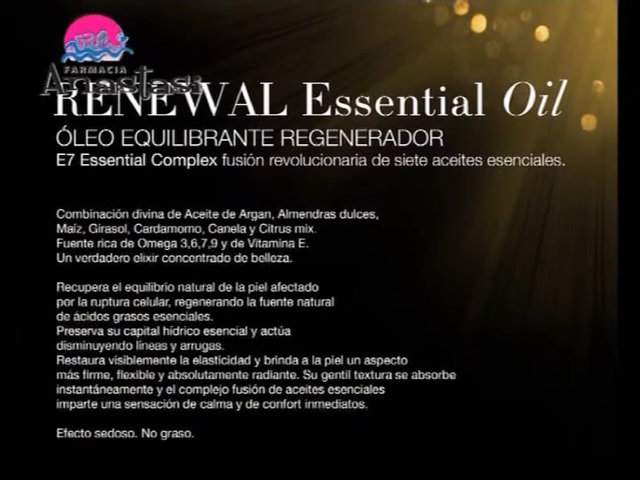 FARMACIA
Anastasi
RENEWAL Essential Oil
ÓLEO EQUILIBRANTE REGENERADOR
E7 Essential Complex fusión revolucionaria de siete aceites esenciales.
Combinación divina de Aceite de Argan, Almendras dulces,
Maíz, Girasol, Cardamomo, Canela y Citrus mix.
Fuente rica de Omega 3,6,7,9 y de Vitamina E.
Un verdadero elixir concentrado de belleza.
Recupera el equilibrio natural de la piel afectado
por la ruptura celular, regenerando la fuente natural
de ácidos grasos esenciales.
Preserva su capital hídrico esencial y actúa
disminuyendo líneas y arrugas.
Restaura visiblemente la elasticidad y brinda a la piel un aspecto
más firme, flexible y absolutamente radiante. Su gentil textura se absorbe
instantáneamente y el complejo fusión de aceites esenciales
imparte una sensación de calma y de confort inmediatos.
Efecto sedoso. No graso.